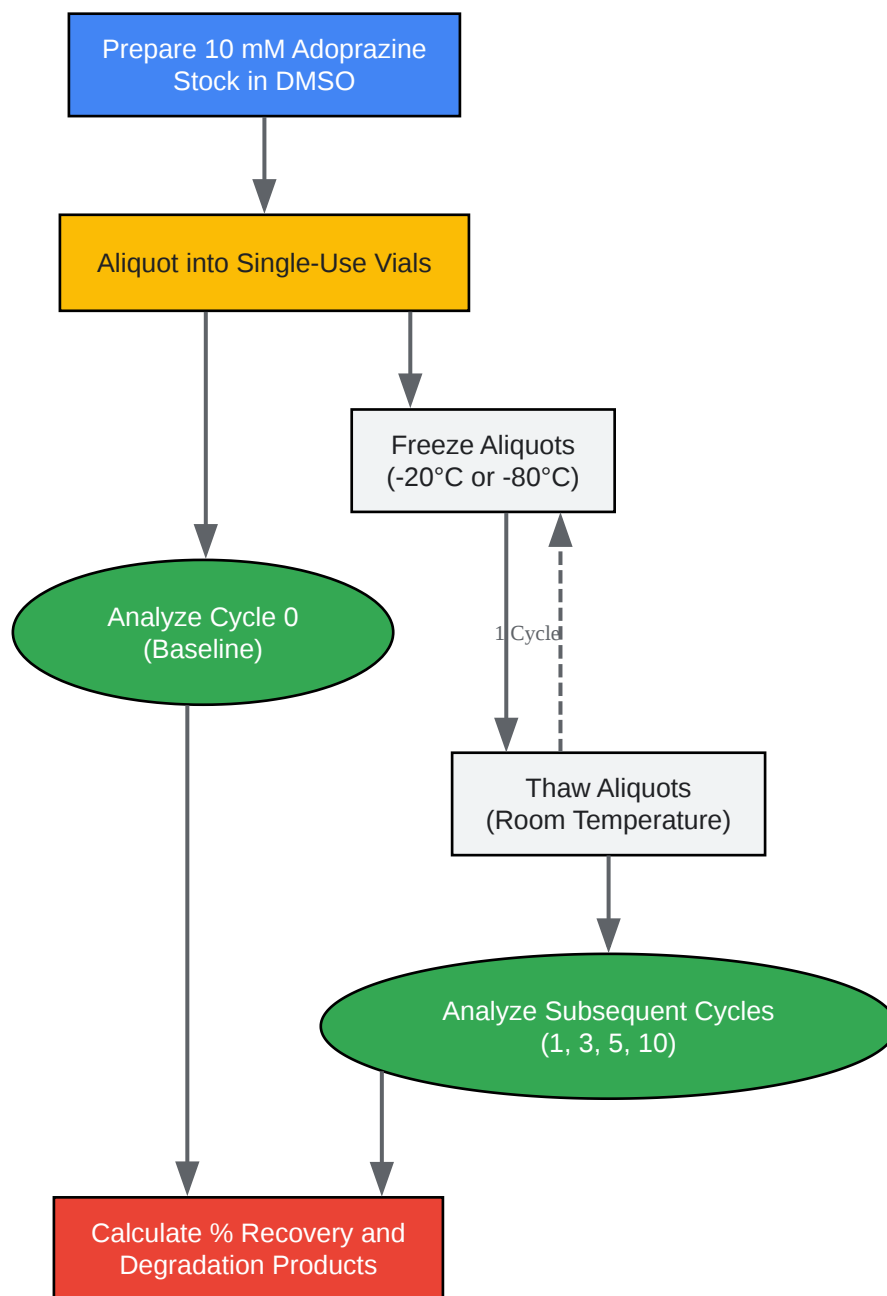 Prepare 10 mM Adoprazine
Stock in DMSO
Aliquot into Single-Use Vials
Freeze Aliquots
(-20°C or -80°C)
Analyze Cycle 0
(Baseline)
1 Cycle
Thaw Aliquots
(Room Temperature)
Analyze Subsequent Cycles
(1, 3, 5, 10)
Calculate % Recovery and
Degradation Products